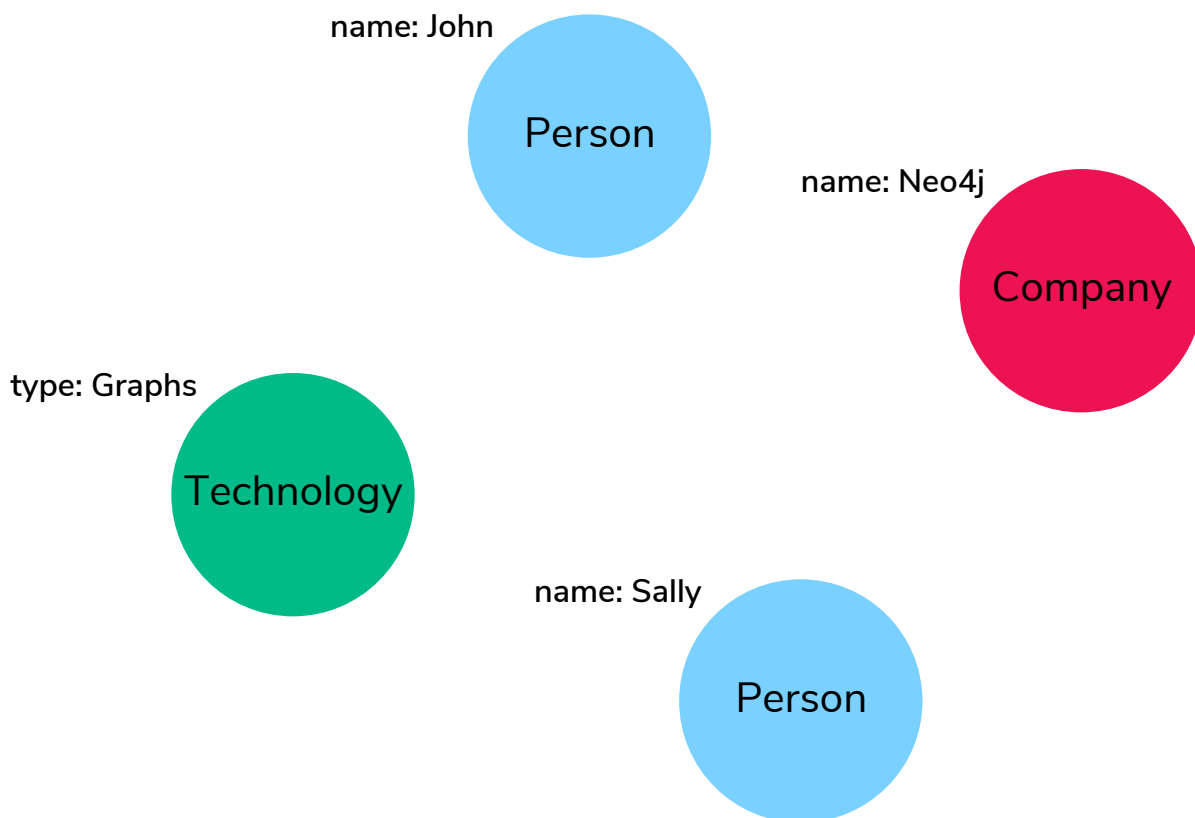 name: John
Person
name: Neo4j
Company
type: Graphs
Technology
name: Sally
Person